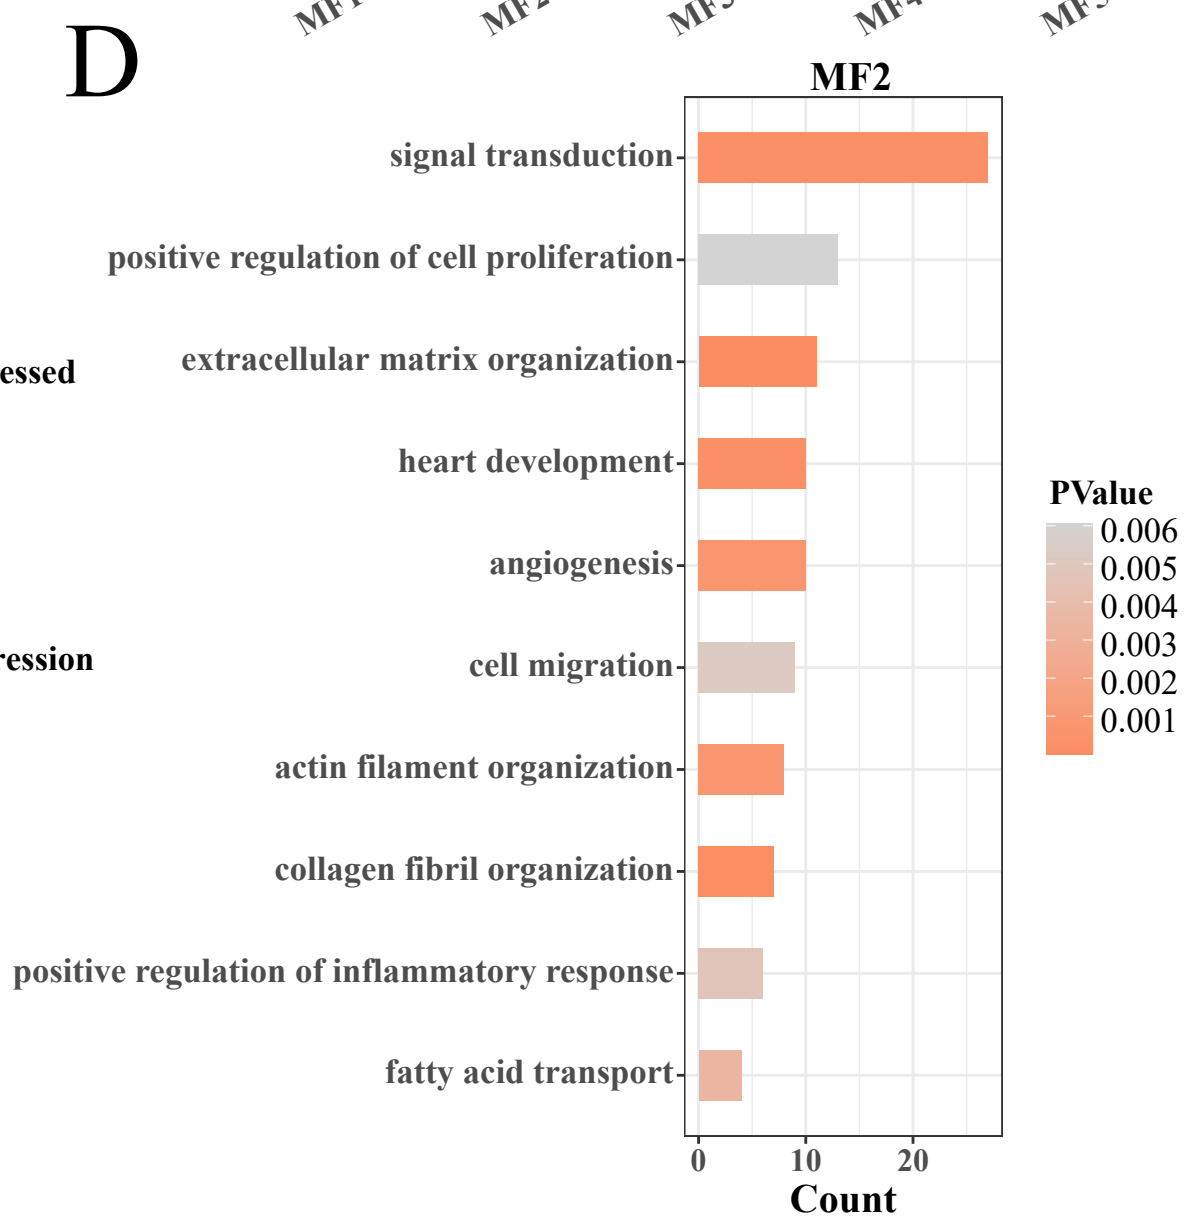 MF2
D
MF2
signal transduction
positive regulation of cell proliferation
extracellular matrix organization
essed
heart development
PValue
0.006
0.005
0.004
0.003
0.002
0.001
angiogenesis
cell migration
ression
actin filament organization
collagen fibril organization
positive regulation of inflammatory response
fatty acid transport
0 10 20
Count